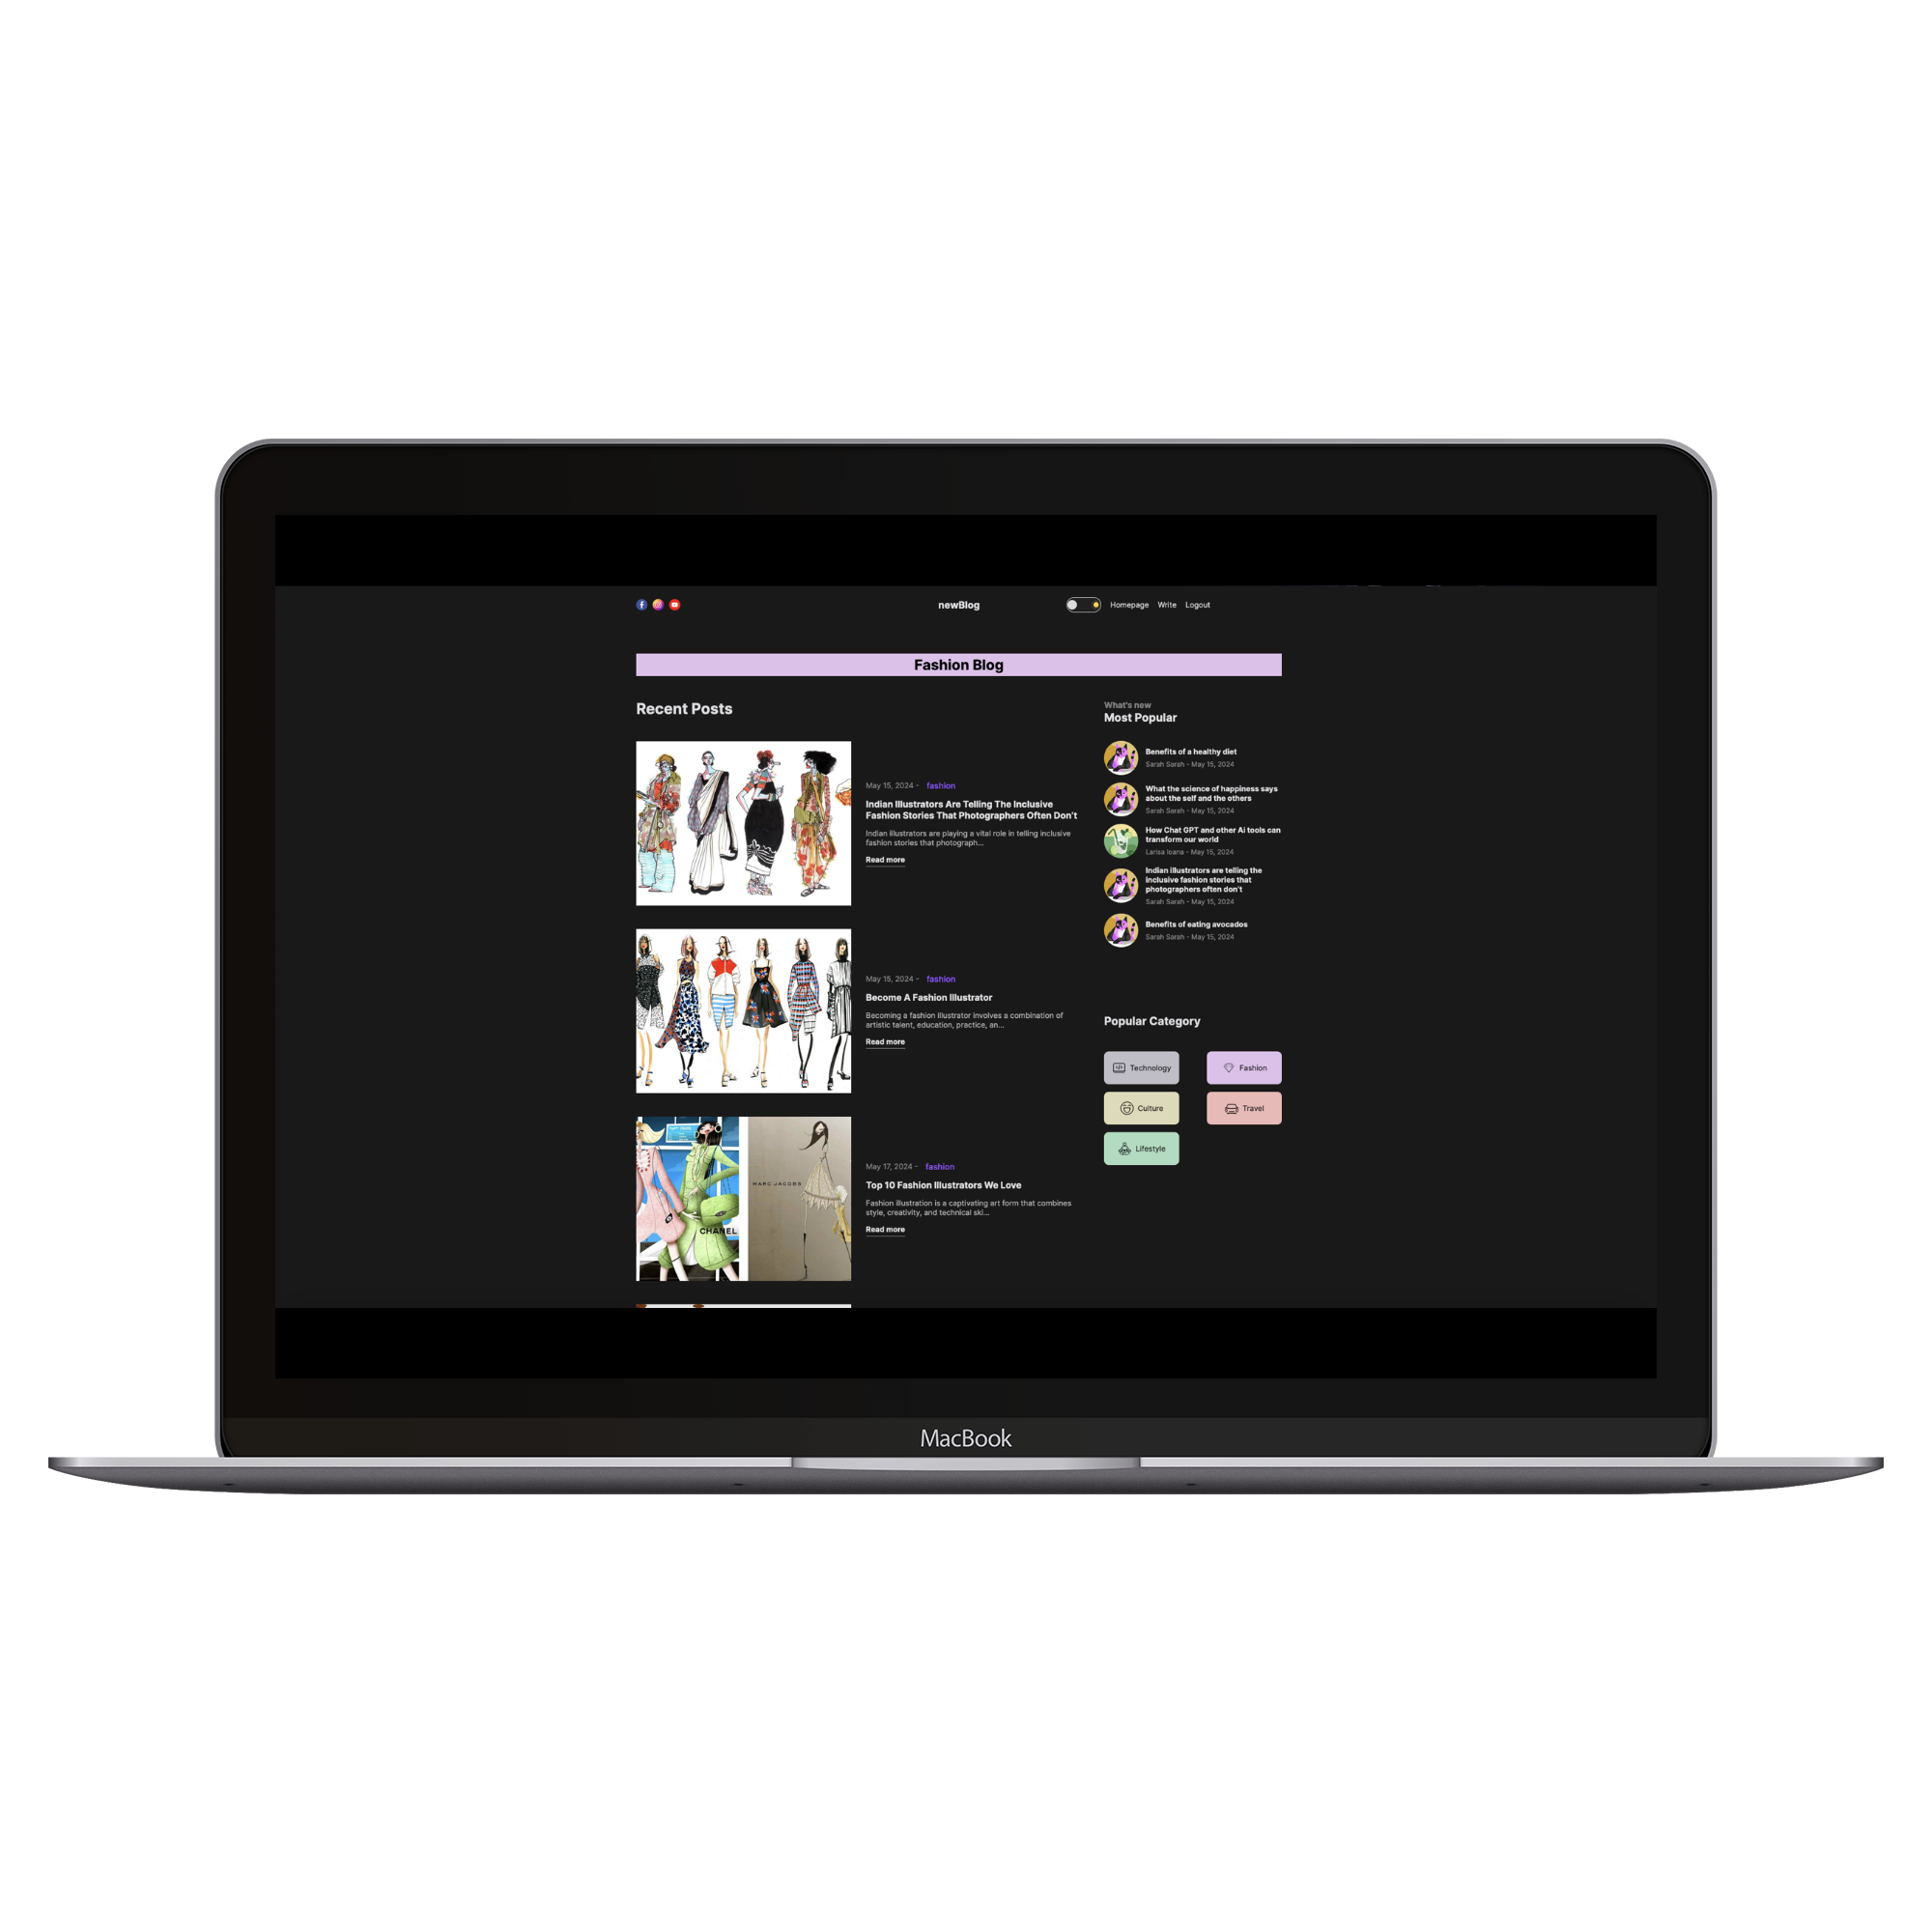 newBlog
Homepage Write Logout
Fashion Blog
Recent Posts
May 15, 2024 - fashion
Indian Illustrators Are Telling The Inclusive
Fashion Stories That Photographers Often Don't
Indian illustrators are playing a vital role in telling inclusive
fashion stories that photograph...
Read more
May 15, 2024 - fashion
Become A Fashion Illustrator
Becoming a fashion illustrator involves a combination of
artistic talent, education, practice, an...
Read more
MARC JACOBS
CHANEL
May 17, 2024 - fashion
Top 10 Fashion Illustrators We Love
Fashion illustration is a captivating art form that combines
style, creativity, and technical ski...
Read more
What's new
Most Popular
Benefits of a healthy diet
Sarah Sarah - May 15, 2024
What the science of happiness says
about the self and the others
Sarah Sarah - May 15, 2024
How Chat GPT and other Ai tools can
transform our world
Larisa Ioana - May 15, 2024
Indian illustrators are telling the
inclusive fashion stories that
photographers often don't
Sarah Sarah - May 15, 2024
Benefits of eating avocados
Sarah Sarah - May 15, 2024
Popular Category
Technology
Fashion
Culture
Travel
Lifestyle
MacBook